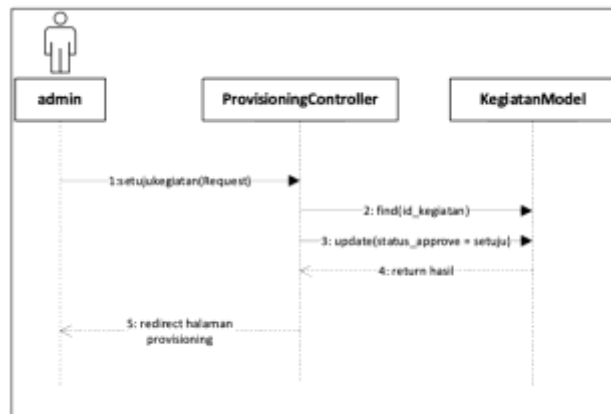 admin
ProvisioningController
KegiatanModel
1:setujukegiatan(Request)
2: find(id_kegiatan)
3: update(status_approve = setuju)
4: return hasil
5: redirect halaman
provisioning